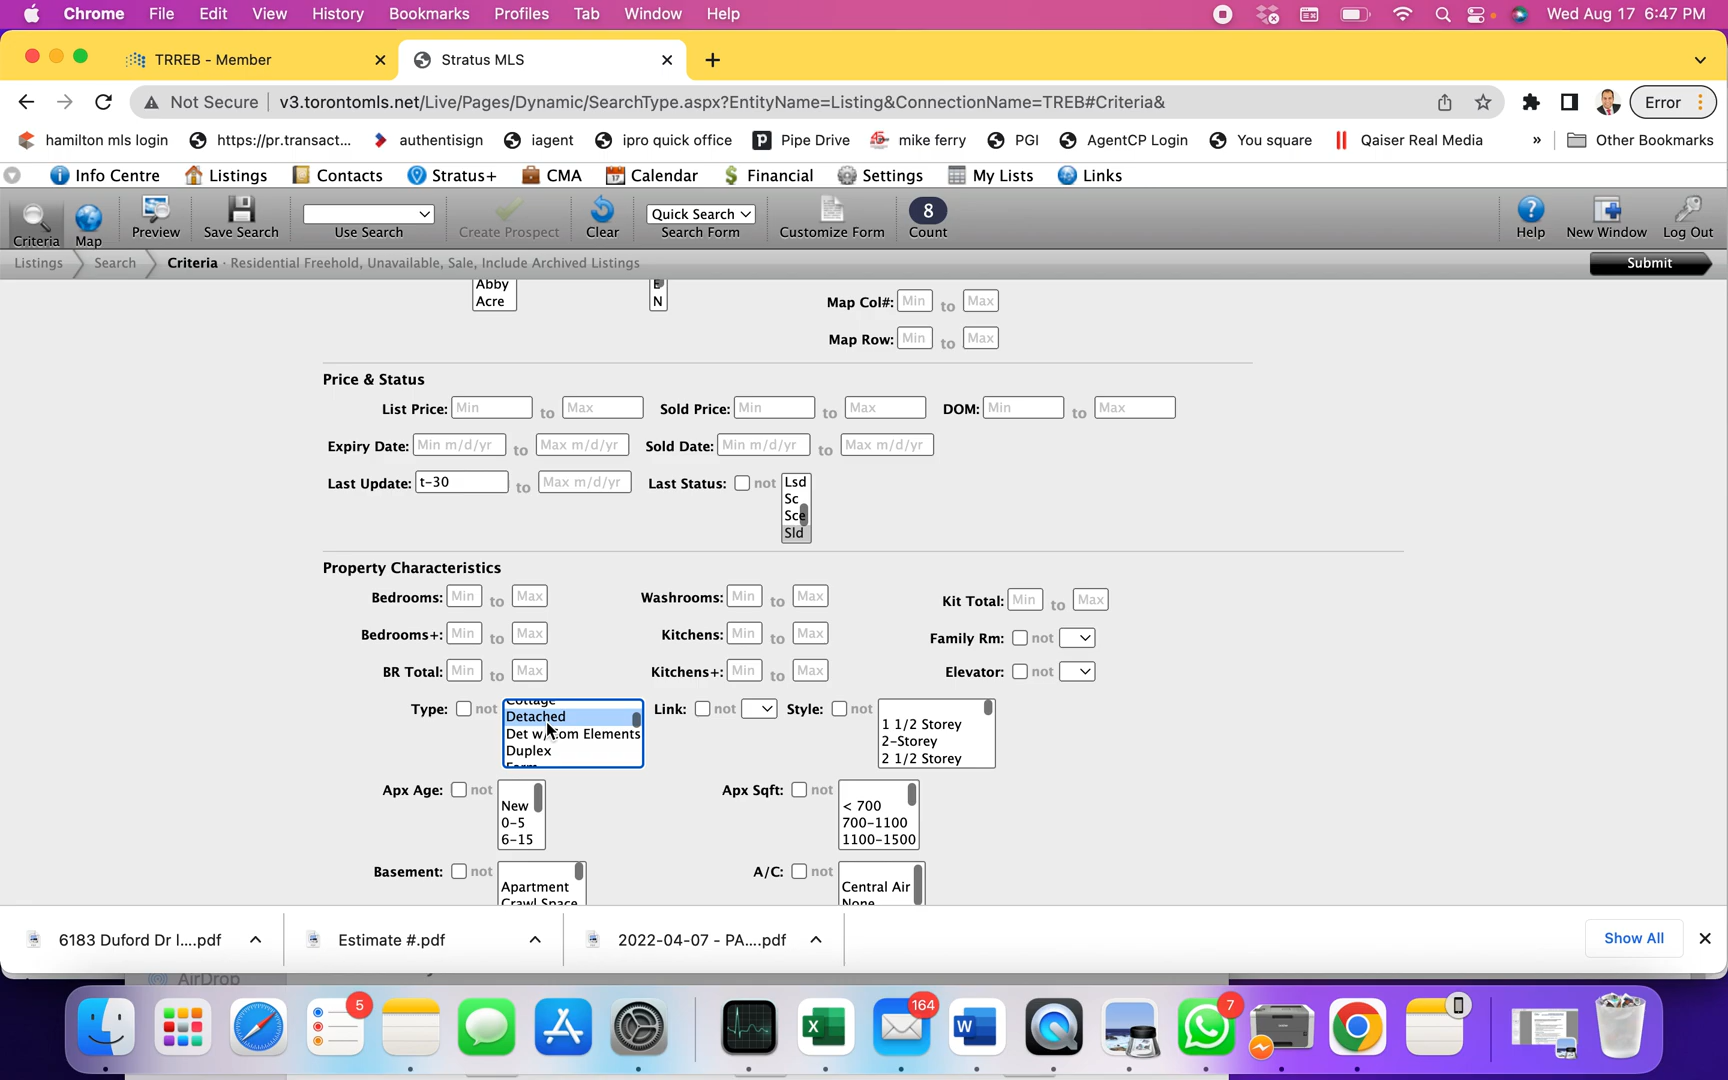 Chrome File Edit View History Bookmarks Profiles Tab Window Help Wed Aug 17 6:47 PM
TRREB - Member Stratus MLS
Not Secure v3.torontomls.net/Live/Pages/Dynamic/SearchType.aspx?EntityName=Listing&ConnectionName=TREB#Criteria& Error
hamilton mls login https://pr.transact... authentisign iagent ipro quick office Pipe Drive mike ferry PGI AgentCP Login You square Qaiser Real Media » Other Bookmarks
Info Centre Listings Contacts Stratus+ CMA Calendar Financial Settings My Lists Links
Quick Search 8
Criteria Map Preview Save Search Use Search Create Prospect Clear Search Form Customize Form Count Help New Window Log Out
Listings Search Criteria · Residential Freehold, Unavailable, Sale, Include Archived Listings Submit
Abby E
Acre N Map Col#: Min to Max
Map Row: Min to Max
Price & Status
List Price: Min to Max Sold Price: Min to Max DOM: Min to Max
Expiry Date: Min m/d/yr to Max m/d/yr Sold Date: Min m/d/yr to Max m/d/yr
Last Update: t-30 to Max m/d/yr Last Status: not Lsd
Sc
Sce
Sld
Property Characteristics
Bedrooms: Min to Max Washrooms: Min to Max Kit Total: Min to Max
Bedrooms+: Min to Max Kitchens: Min to Max Family Rm: not
BR Total: Min to Max Kitchens+: Min to Max Elevator: not
Cottage
Type: not Detached Link: not Style: not 1 1/2 Storey
Det w/Com Elements 2-Storey
Duplex 2 1/2 Storey
Farm
Apx Age: not New Apx Sqft: not < 700
0-5 700-1100
6-15 1100-1500
Basement: not Apartment A/C: not Central Air
Crawl Space None
6183 Duford Dr I....pdf Estimate #.pdf 2022-04-07 - PA....pdf Show All
AirDrop
5 164 7